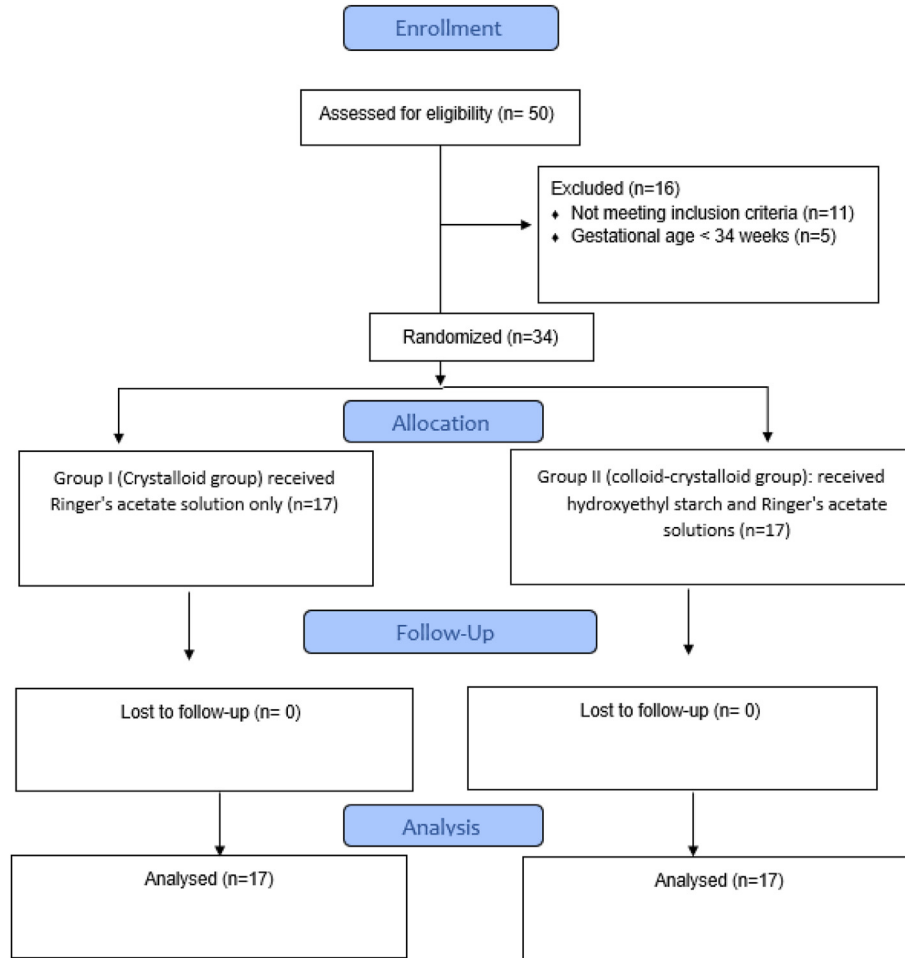 Enrollment
Assessed for eligibility (n= 50)
Excluded (n=16)
♦ Not meeting inclusion criteria (n=11)
♦ Gestational age < 34 weeks (n=5)
Randomized (n=34)
Allocation
Group I (Crystalloid group) received
Ringer's acetate solution only (n=17)
Group II (colloid-crystalloid group): received
hydroxyethyl starch and Ringer's acetate
solutions (n=17)
Follow-Up
Lost to follow-up (n= 0)
Lost to follow-up (n= 0)
Analysis
Analysed (n=17)
Analysed (n=17)